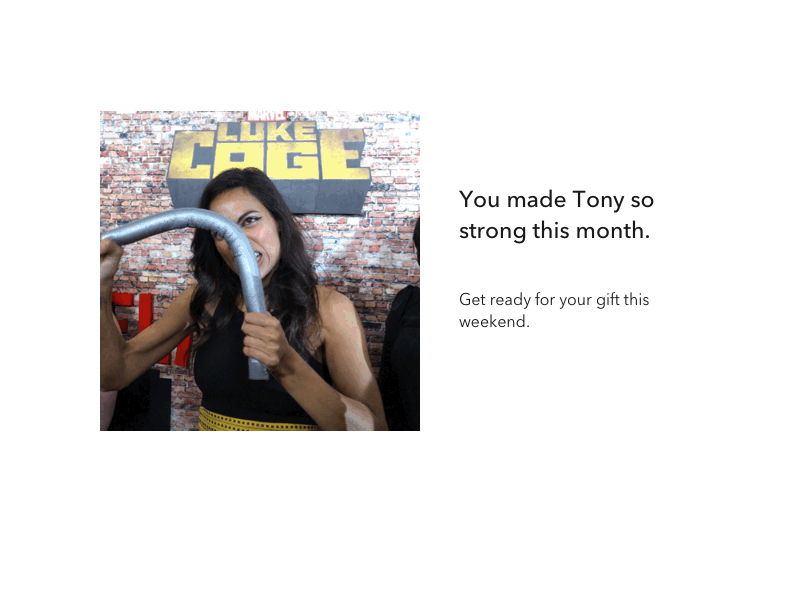 MARVEL
LUKE
CAGE
You made Tony so
strong this month.
Get ready for your gift this
weekend.